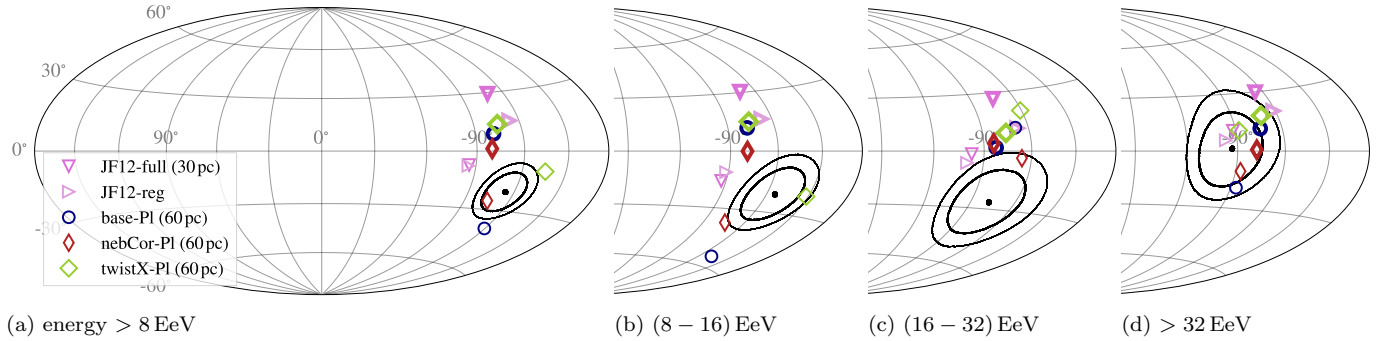 60°
30°
90°
0°
-90°
-90°
-90°
-90°
0°
JF12-full (30 pc)
JF12-reg
base-Pl (60 pc)
-30°
nebCor-Pl (60 pc)
twistX-Pl (60 pc)
-60°
(a) energy > 8 EeV
(b) (8 − 16) EeV
(c) (16 − 32) EeV
(d) > 32 EeV